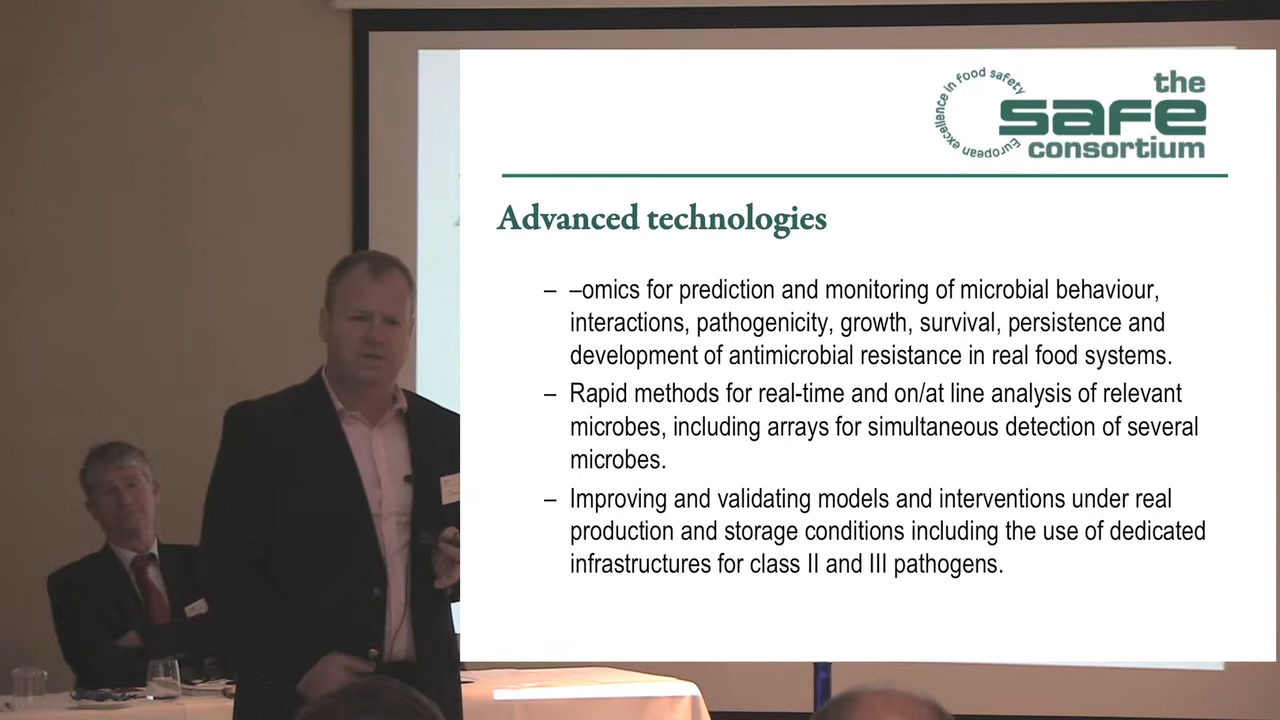 European excellence in food safety
the
safe
consortium
Advanced technologies
– –omics for prediction and monitoring of microbial behaviour,
interactions, pathogenicity, growth, survival, persistence and
development of antimicrobial resistance in real food systems.
– Rapid methods for real-time and on/at line analysis of relevant
microbes, including arrays for simultaneous detection of several
microbes.
– Improving and validating models and interventions under real
production and storage conditions including the use of dedicated
infrastructures for class II and III pathogens.